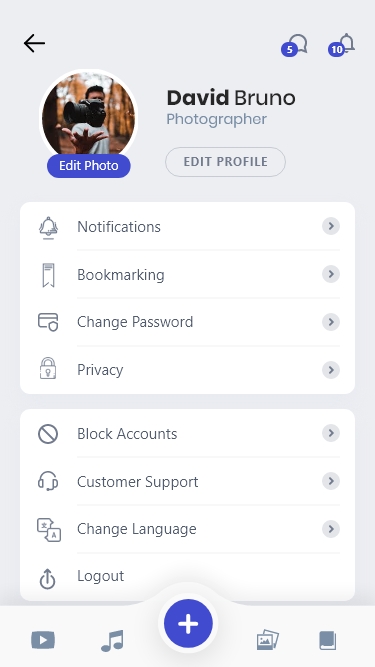 5
10
David Bruno
Photographer
Edit Photo
EDIT PROFILE
Notifications
Bookmarking
Change Password
Privacy
Block Accounts
Customer Support
Change Language
Logout